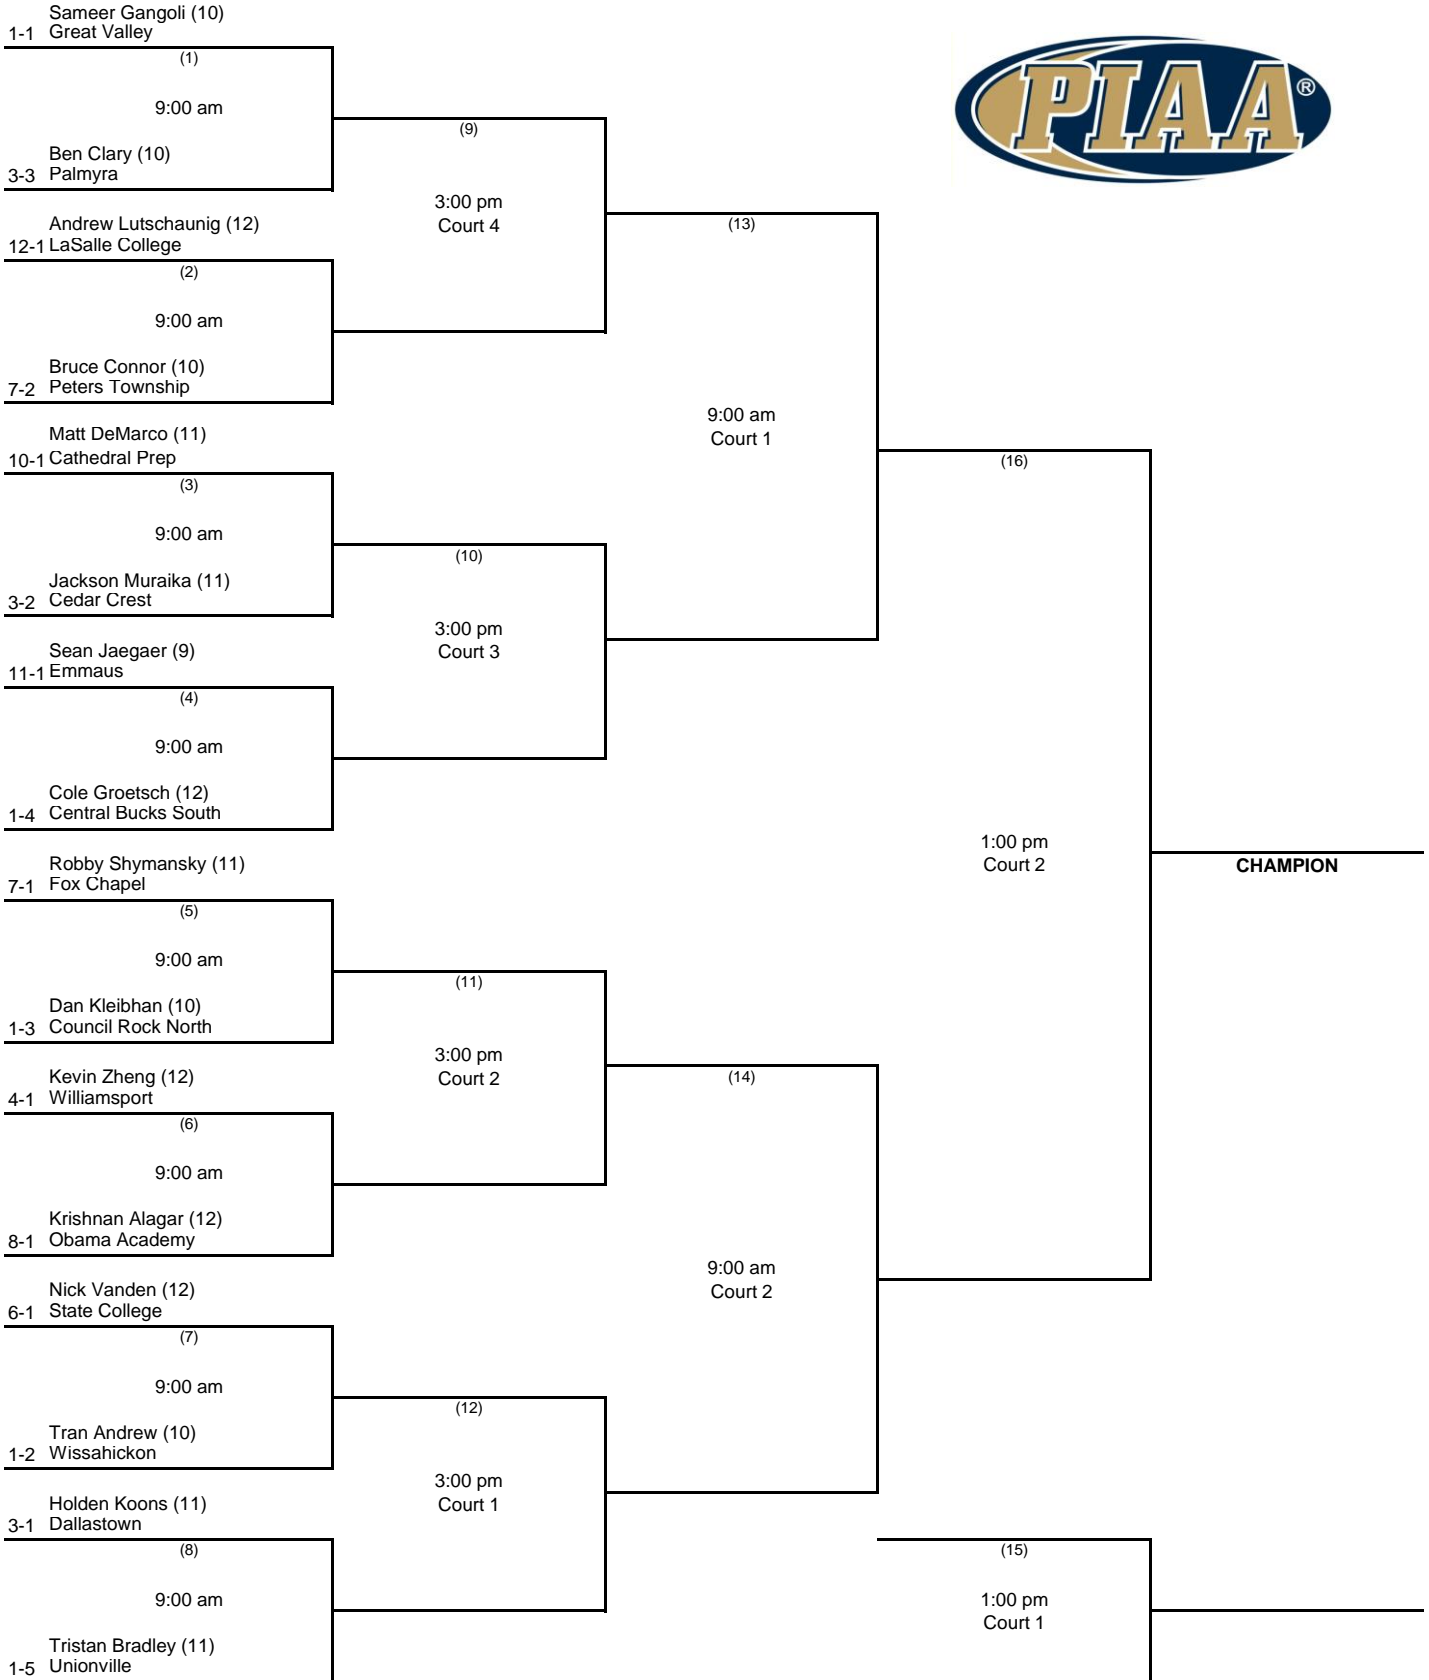 Sameer Gangoli (10)
1-1 Great Valley
(1)
9:00 am
Ben Clary (10)
3-3 Palmyra
Andrew Lutschaunig (12)
12-1 LaSalle College
(2)
9:00 am
Bruce Connor (10)
7-2 Peters Township
Matt DeMarco (11)
10-1 Cathedral Prep
(3)
9:00 am
Jackson Muraika (11)
3-2 Cedar Crest
Sean Jaegaer (9)
11-1 Emmaus
(4)
9:00 am
Cole Groetsch (12)
1-4 Central Bucks South
Robby Shymansky (11)
7-1 Fox Chapel
(5)
9:00 am
Dan Kleibhan (10)
1-3 Council Rock North
Kevin Zheng (12)
4-1 Williamsport
(6)
9:00 am
Krishnan Alagar (12)
8-1 Obama Academy
Nick Vanden (12)
6-1 State College
(7)
9:00 am
Tran Andrew (10)
1-2 Wissahickon
Holden Koons (11)
3-1 Dallastown
(8)
9:00 am
Tristan Bradley (11)
1-5 Unionville
(9)
3:00 pm
Court 4
(10)
3:00 pm
Court 3
(11)
3:00 pm
Court 2
(12)
3:00 pm
Court 1
(13)
9:00 am
Court 1
(14)
9:00 am
Court 2
PIAA®
(16)
1:00 pm
Court 2
(15)
1:00 pm
Court 1
CHAMPION